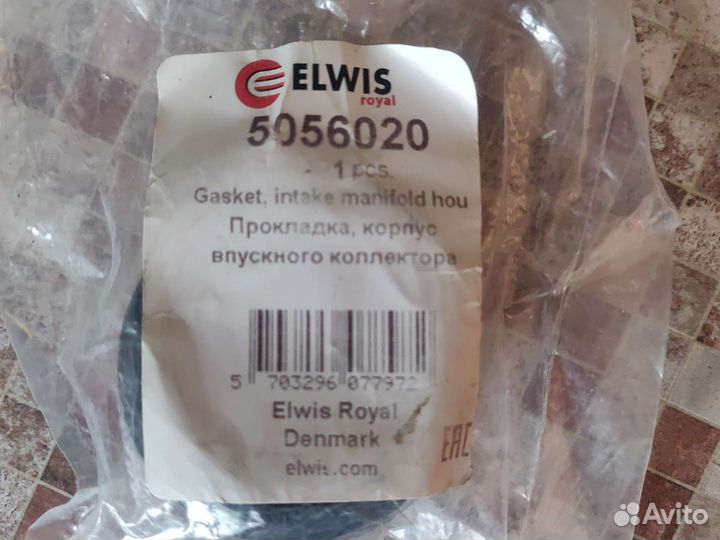 ELWIS
royal
5056020
1 pcs.
Gasket, intake manifold hou
Прокладка, корпус
впускного коллектора
5 703296 077972
Elwis Royal
Denmark
elwis.com
EAC
Avito